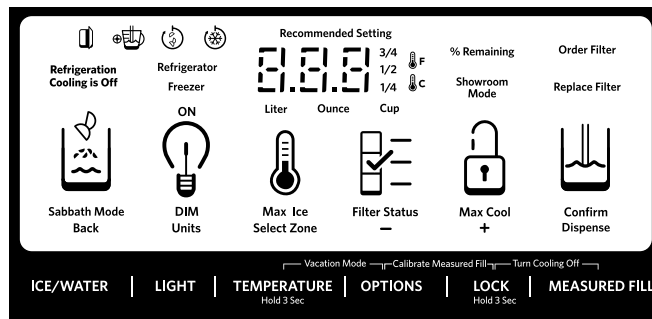 Recommended Setting
Refrigeration
Cooling is Off
Refrigerator
Freezer
8.8.8
3/4
1/2
1/4
F
C
% Remaining
Showroom
Mode
Order Filter
Replace Filter
Liter Ounce Cup
ON
Sabbath Mode
Back
DIM
Units
Max Ice
Select Zone
Filter Status
–
Max Cool
+
Confirm
Dispense
Vacation Mode Calibrate Measured Fill Turn Cooling Off
ICE/WATER | LIGHT | TEMPERATURE | OPTIONS | LOCK | MEASURED FILL
Hold 3 Sec Hold 3 Sec